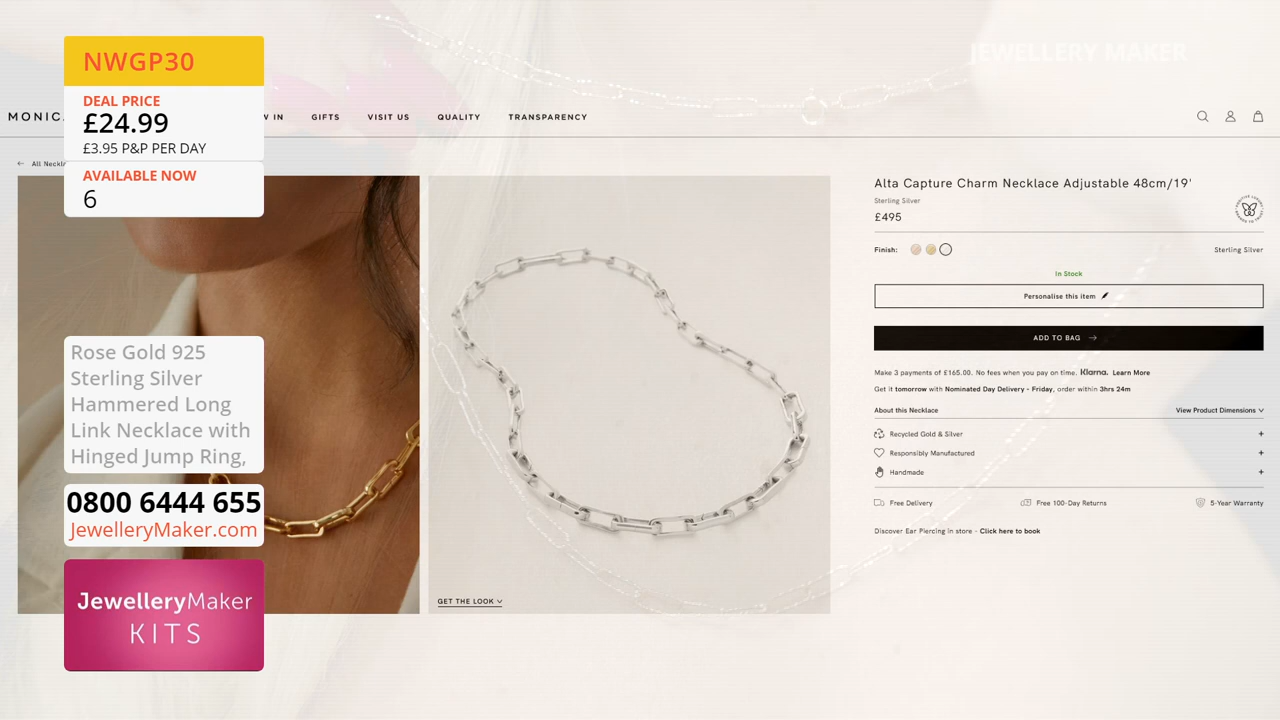 JEWELLERY MAKER
NWGP30
DEAL PRICE
£24.99
£3.95 P&P PER DAY
AVAILABLE NOW
6
Rose Gold 925
Sterling Silver
Hammered Long
Link Necklace with
Hinged Jump Ring,
0800 6444 655
JewelleryMaker.com
JewelleryMaker
KITS
GIFTS
VISIT US
QUALITY
TRANSPARENCY
← All
GET THE LOOK
Alta Capture Charm Necklace Adjustable 48cm/19'
Sterling Silver
£495
Finish:
Sterling Silver
In Stock
Personalise this item
ADD TO BAG →
Make 3 payments of £165.00. No fees when you pay on time. Klarna. Learn More
Get it tomorrow with Nominated Day Delivery - Friday, order within 3hrs 24m
About this Necklace
View Product Dimensions
Recycled Gold & Silver +
Responsibly Manufactured +
Handmade +
Free Delivery
Free 100-Day Returns
5-Year Warranty
Discover Ear Piercing in store - Click here to book